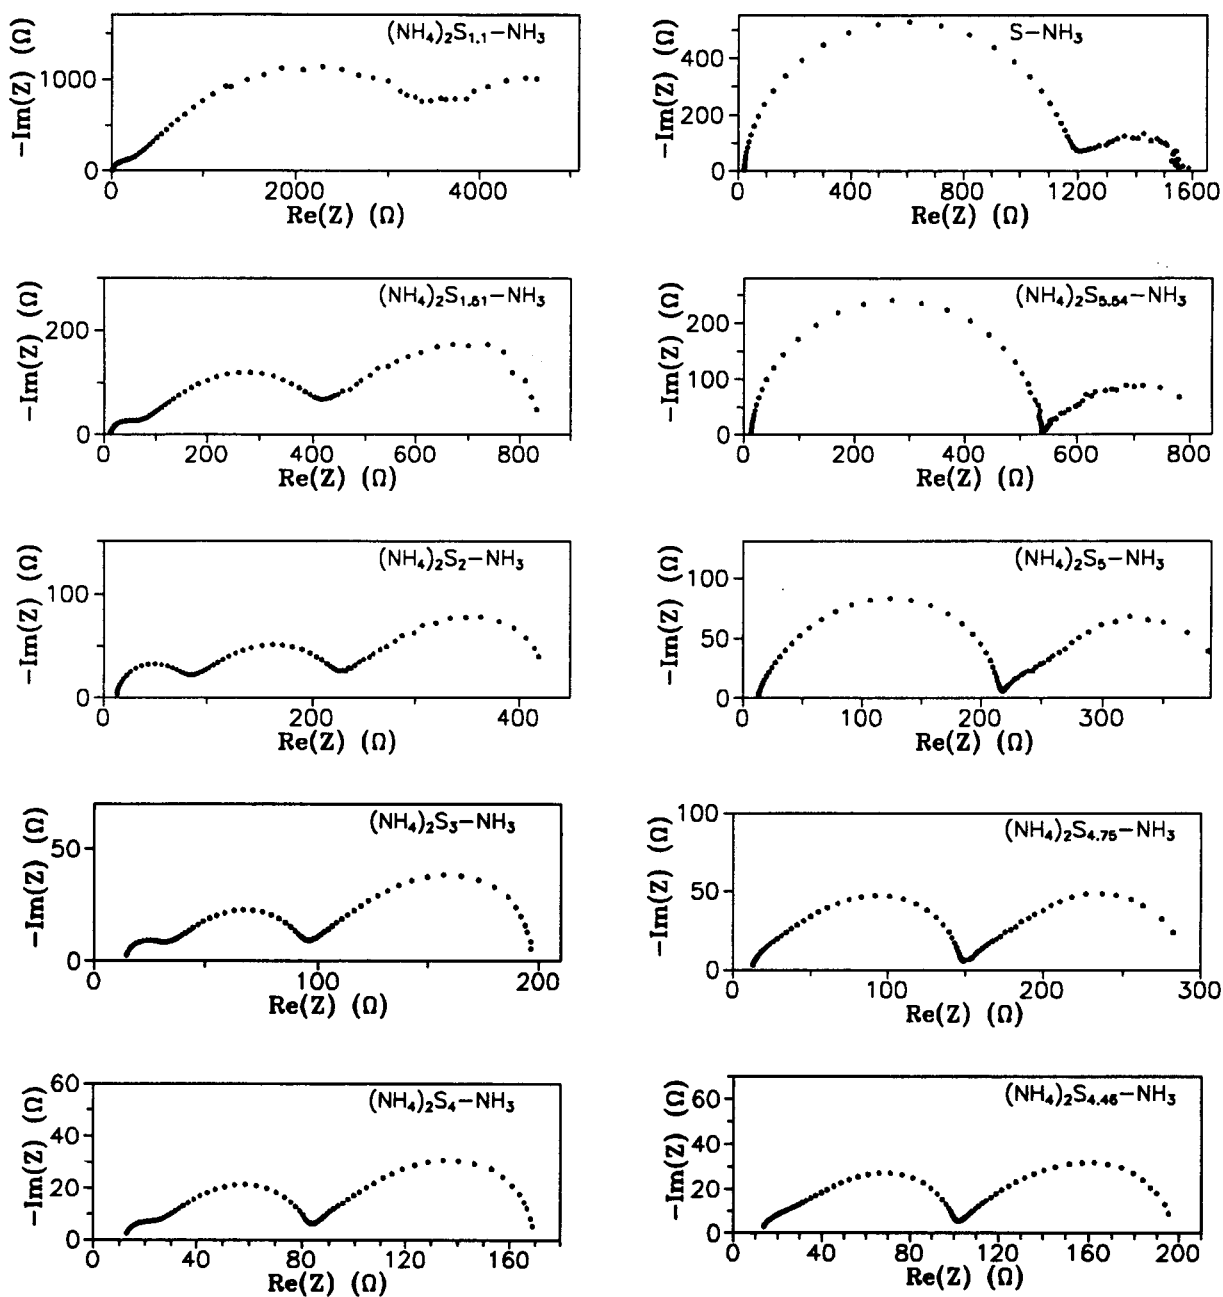 (NH₄)₂S₁.₁−NH₃
−Im(Z) (Ω)
1000
0
0 2000 4000
Re(Z) (Ω)
S−NH₃
−Im(Z) (Ω)
400
200
0
0 400 800 1200 1600
Re(Z) (Ω)
(NH₄)₂S₁.₅₁−NH₃
−Im(Z) (Ω)
200
0
0 200 400 600 800
Re(Z) (Ω)
(NH₄)₂S₅.₅₄−NH₃
−Im(Z) (Ω)
200
100
0
0 200 400 600 800
Re(Z) (Ω)
(NH₄)₂S₂−NH₃
−Im(Z) (Ω)
100
0
0 200 400
Re(Z) (Ω)
(NH₄)₂S₅−NH₃
−Im(Z) (Ω)
100
50
0
0 100 200 300
Re(Z) (Ω)
(NH₄)₂S₃−NH₃
−Im(Z) (Ω)
50
0
0 100 200
Re(Z) (Ω)
(NH₄)₂S₄.₇₅−NH₃
−Im(Z) (Ω)
100
50
0
0 100 200 300
Re(Z) (Ω)
(NH₄)₂S₄−NH₃
−Im(Z) (Ω)
60
40
20
0
0 40 80 120 160
Re(Z) (Ω)
(NH₄)₂S₄.₄₆−NH₃
−Im(Z) (Ω)
60
40
20
0
0 40 80 120 160 200
Re(Z) (Ω)